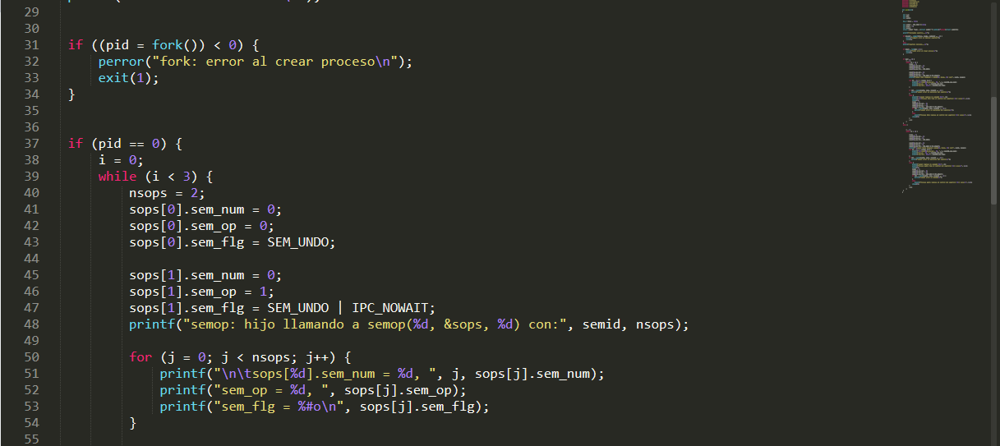 29
30
31 if ((pid = fork()) < 0) {
32 perror("fork: error al crear proceso\n");
33 exit(1);
34 }
35
36
37 if (pid == 0) {
38 i = 0;
39 while (i < 3) {
40 nsops = 2;
41 sops[0].sem_num = 0;
42 sops[0].sem_op = 0;
43 sops[0].sem_flg = SEM_UNDO;
44
45 sops[1].sem_num = 0;
46 sops[1].sem_op = 1;
47 sops[1].sem_flg = SEM_UNDO | IPC_NOWAIT;
48 printf("semop: hijo llamando a semop(%d, &sops, %d) con:", semid, nsops);
49
50 for (j = 0; j < nsops; j++) {
51 printf("\n\tsops[%d].sem_num = %d, ", j, sops[j].sem_num);
52 printf("sem_op = %d, ", sops[j].sem_op);
53 printf("sem_flg = %#o\n", sops[j].sem_flg);
54 }
55